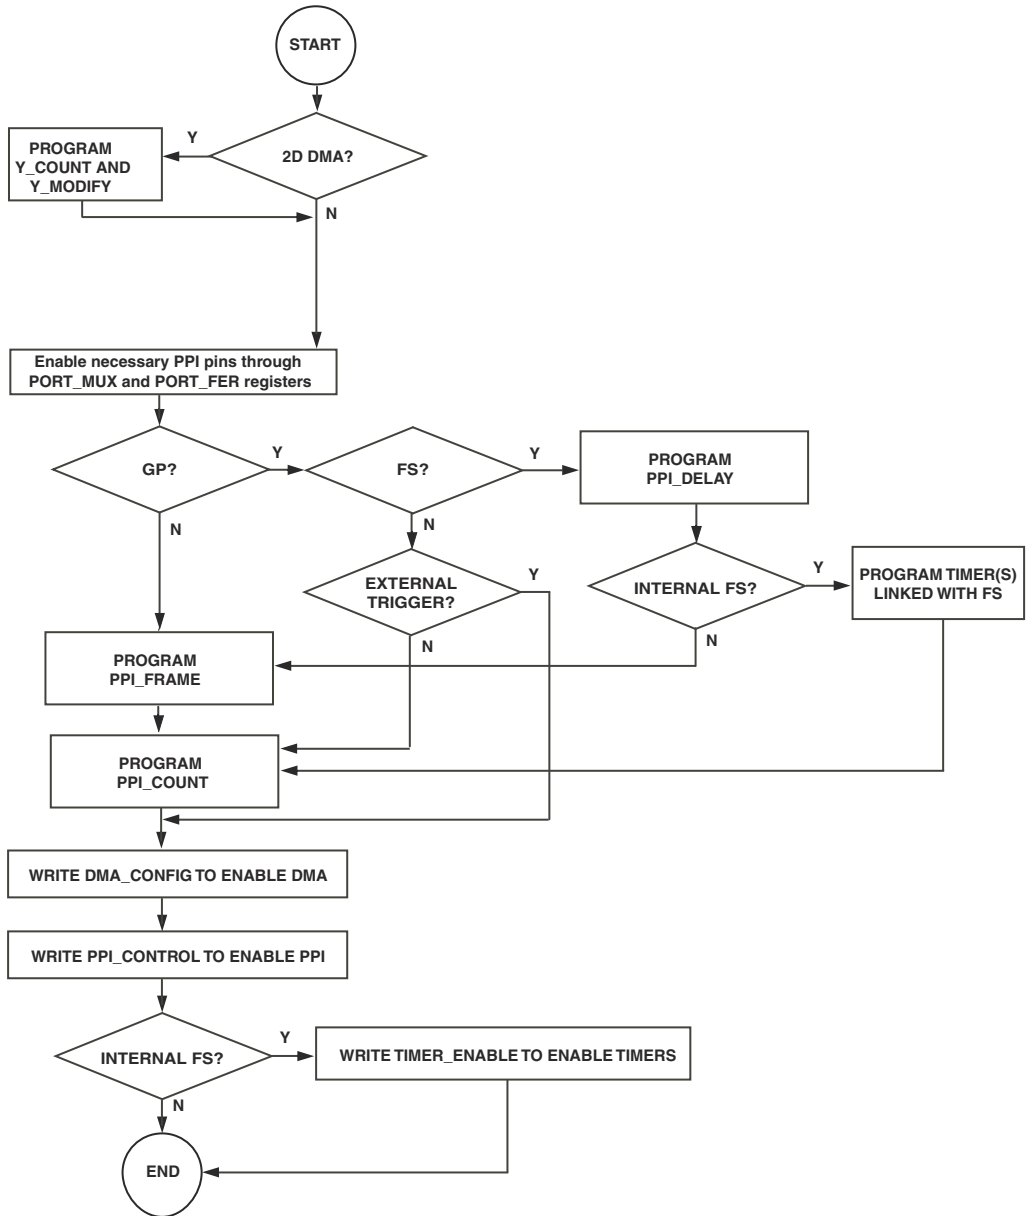 START
2D DMA?
Y
PROGRAM
Y_COUNT AND
Y_MODIFY
N
Enable necessary PPI pins through
PORT_MUX and PORT_FER registers
GP?
Y
FS?
Y
PROGRAM
PPI_DELAY
N
N
EXTERNAL
TRIGGER?
Y
INTERNAL FS?
Y
PROGRAM TIMER(S)
LINKED WITH FS
N
N
PROGRAM
PPI_FRAME
PROGRAM
PPI_COUNT
WRITE DMA_CONFIG TO ENABLE DMA
WRITE PPI_CONTROL TO ENABLE PPI
INTERNAL FS?
Y
WRITE TIMER_ENABLE TO ENABLE TIMERS
N
END